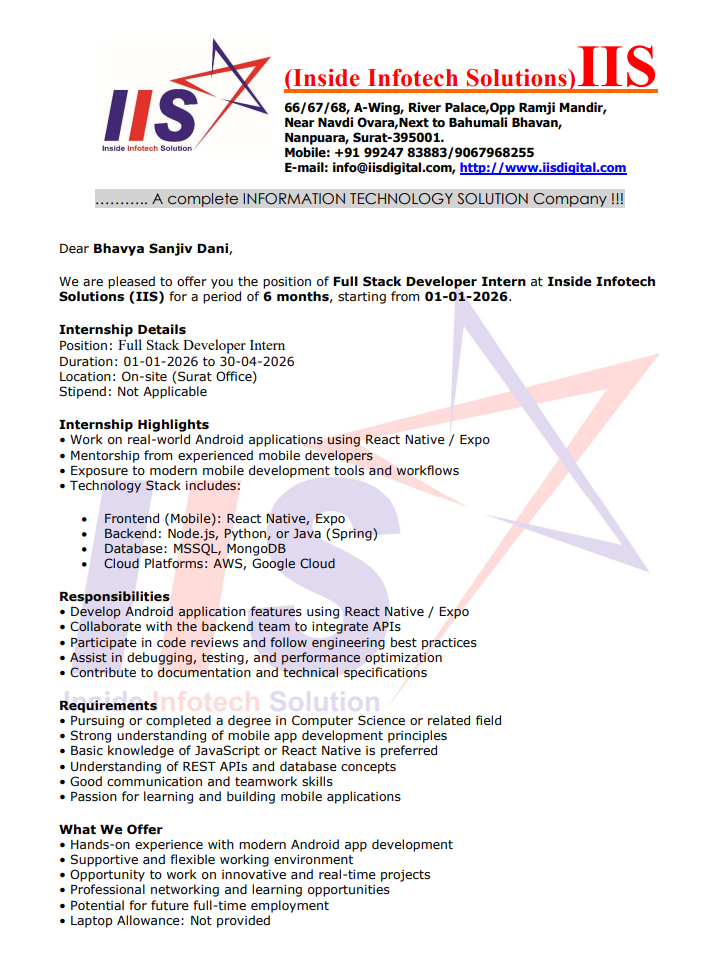 IIS
Inside Infotech Solution
(Inside Infotech Solutions)IIS
66/67/68, A-Wing, River Palace,Opp Ramji Mandir,
Near Navdi Ovara,Next to Bahumali Bhavan,
Nanpura, Surat-395001.
Mobile: +91 99247 83883/9067968255
E-mail: info@iisdigital.com, http://www.iisdigital.com
……….. A complete INFORMATION TECHNOLOGY SOLUTION Company !!!
Dear Bhavya Sanjiv Dani,
We are pleased to offer you the position of Full Stack Developer Intern at Inside Infotech
Solutions (IIS) for a period of 6 months, starting from 01-01-2026.
Internship Details
Position: Full Stack Developer Intern
Duration: 01-01-2026 to 30-04-2026
Location: On-site (Surat Office)
Stipend: Not Applicable
Internship Highlights
• Work on real-world Android applications using React Native / Expo
• Mentorship from experienced mobile developers
• Exposure to modern mobile development tools and workflows
• Technology Stack includes:
• Frontend (Mobile): React Native, Expo
• Backend: Node.js, Python, or Java (Spring)
• Database: MSSQL, MongoDB
• Cloud Platforms: AWS, Google Cloud
Responsibilities
• Develop Android application features using React Native / Expo
• Collaborate with the backend team to integrate APIs
• Participate in code reviews and follow engineering best practices
• Assist in debugging, testing, and performance optimization
• Contribute to documentation and technical specifications
IIS
Inside Infotech Solution
Requirements
• Pursuing or completed a degree in Computer Science or related field
• Strong understanding of mobile app development principles
• Basic knowledge of JavaScript or React Native is preferred
• Understanding of REST APIs and database concepts
• Good communication and teamwork skills
• Passion for learning and building mobile applications
What We Offer
• Hands-on experience with modern Android app development
• Supportive and flexible working environment
• Opportunity to work on innovative and real-time projects
• Professional networking and learning opportunities
• Potential for future full-time employment
• Laptop Allowance: Not provided